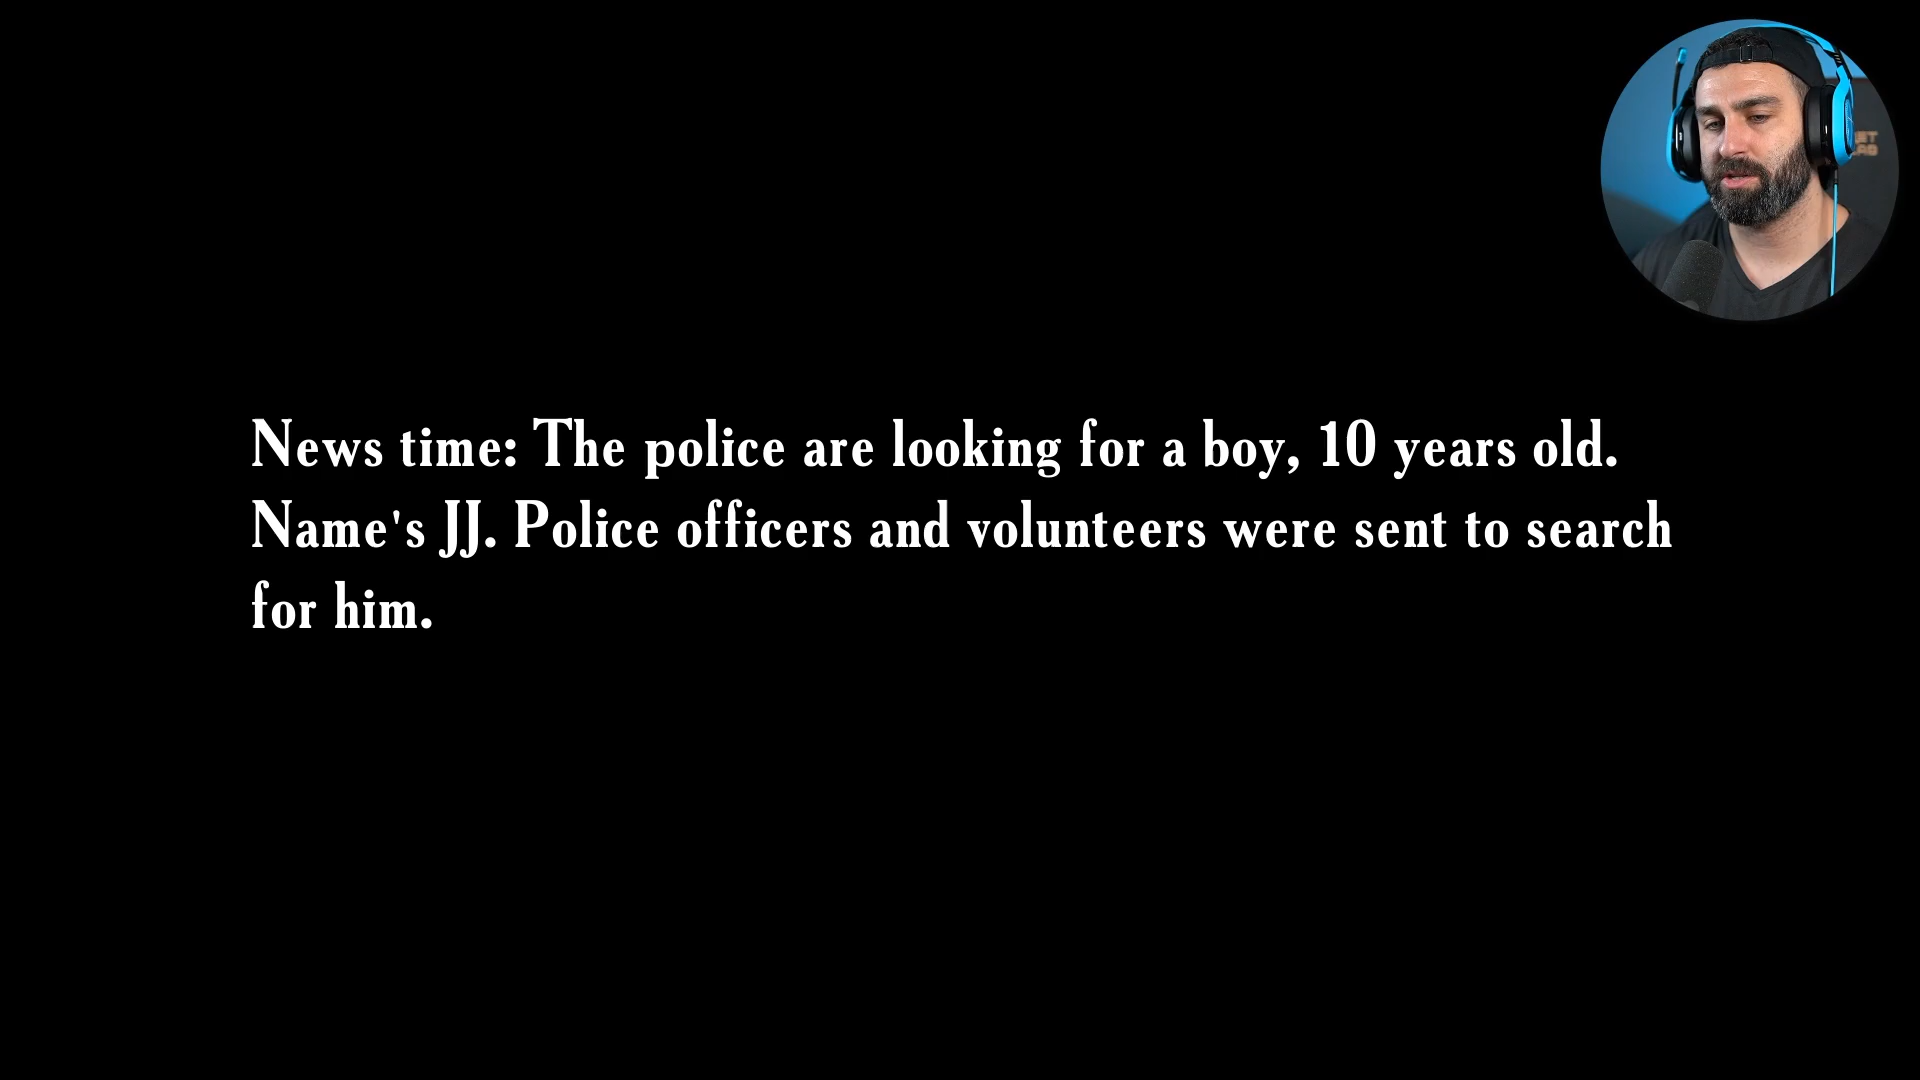 News time: The police are looking for a boy, 10 years old.
Name's JJ. Police officers and volunteers were sent to search
for him.